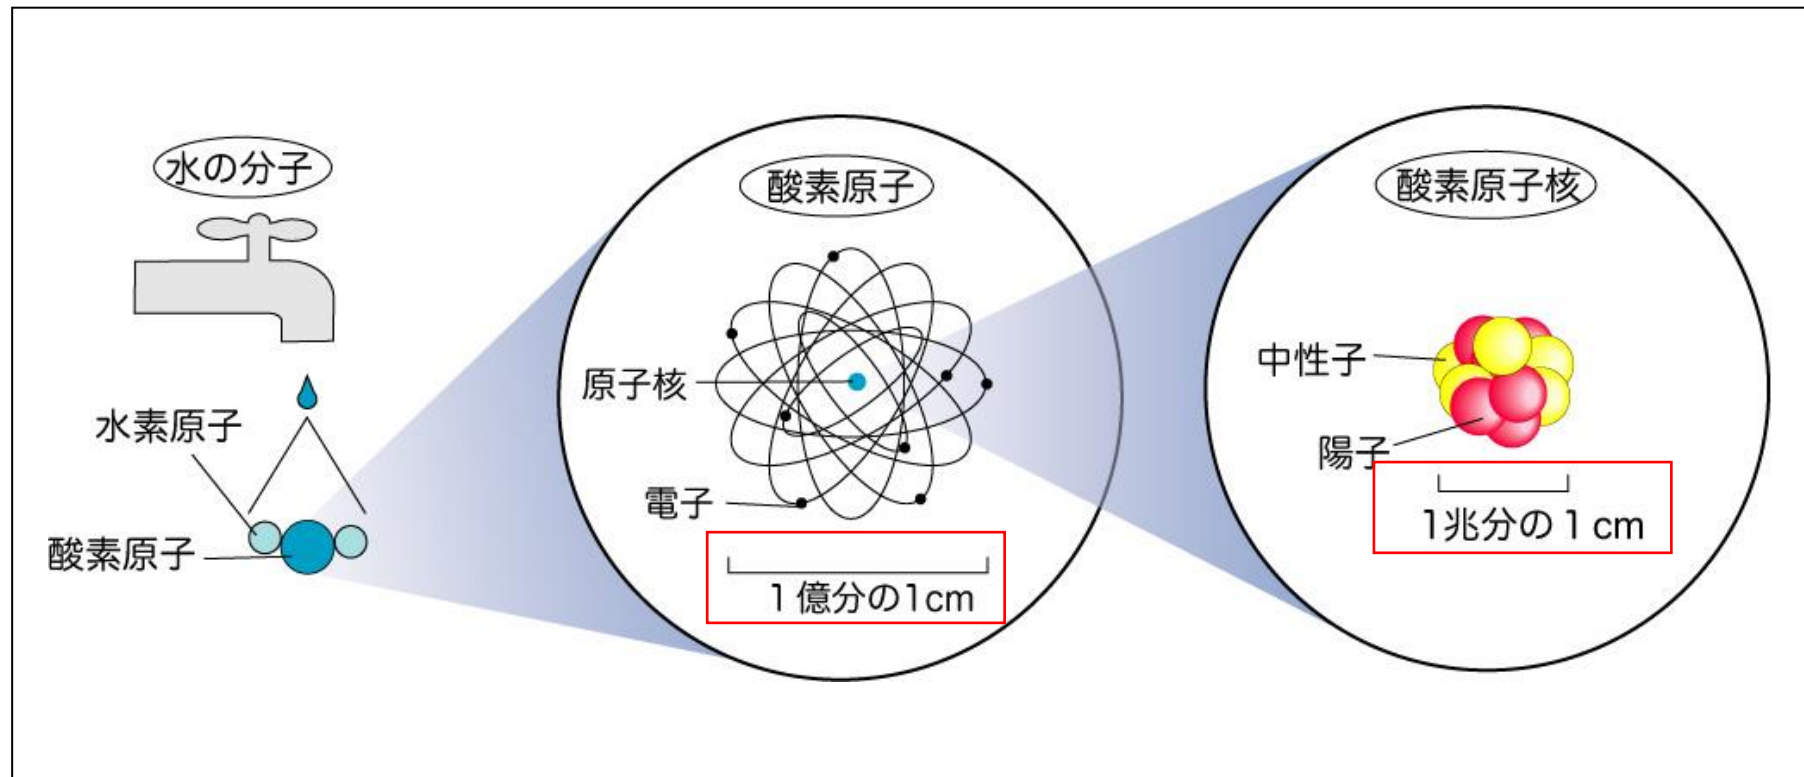 水の分子
水素原子
酸素原子
酸素原子
原子核
電子
1億分の1cm
酸素原子核
中性子
陽子
1兆分の1cm